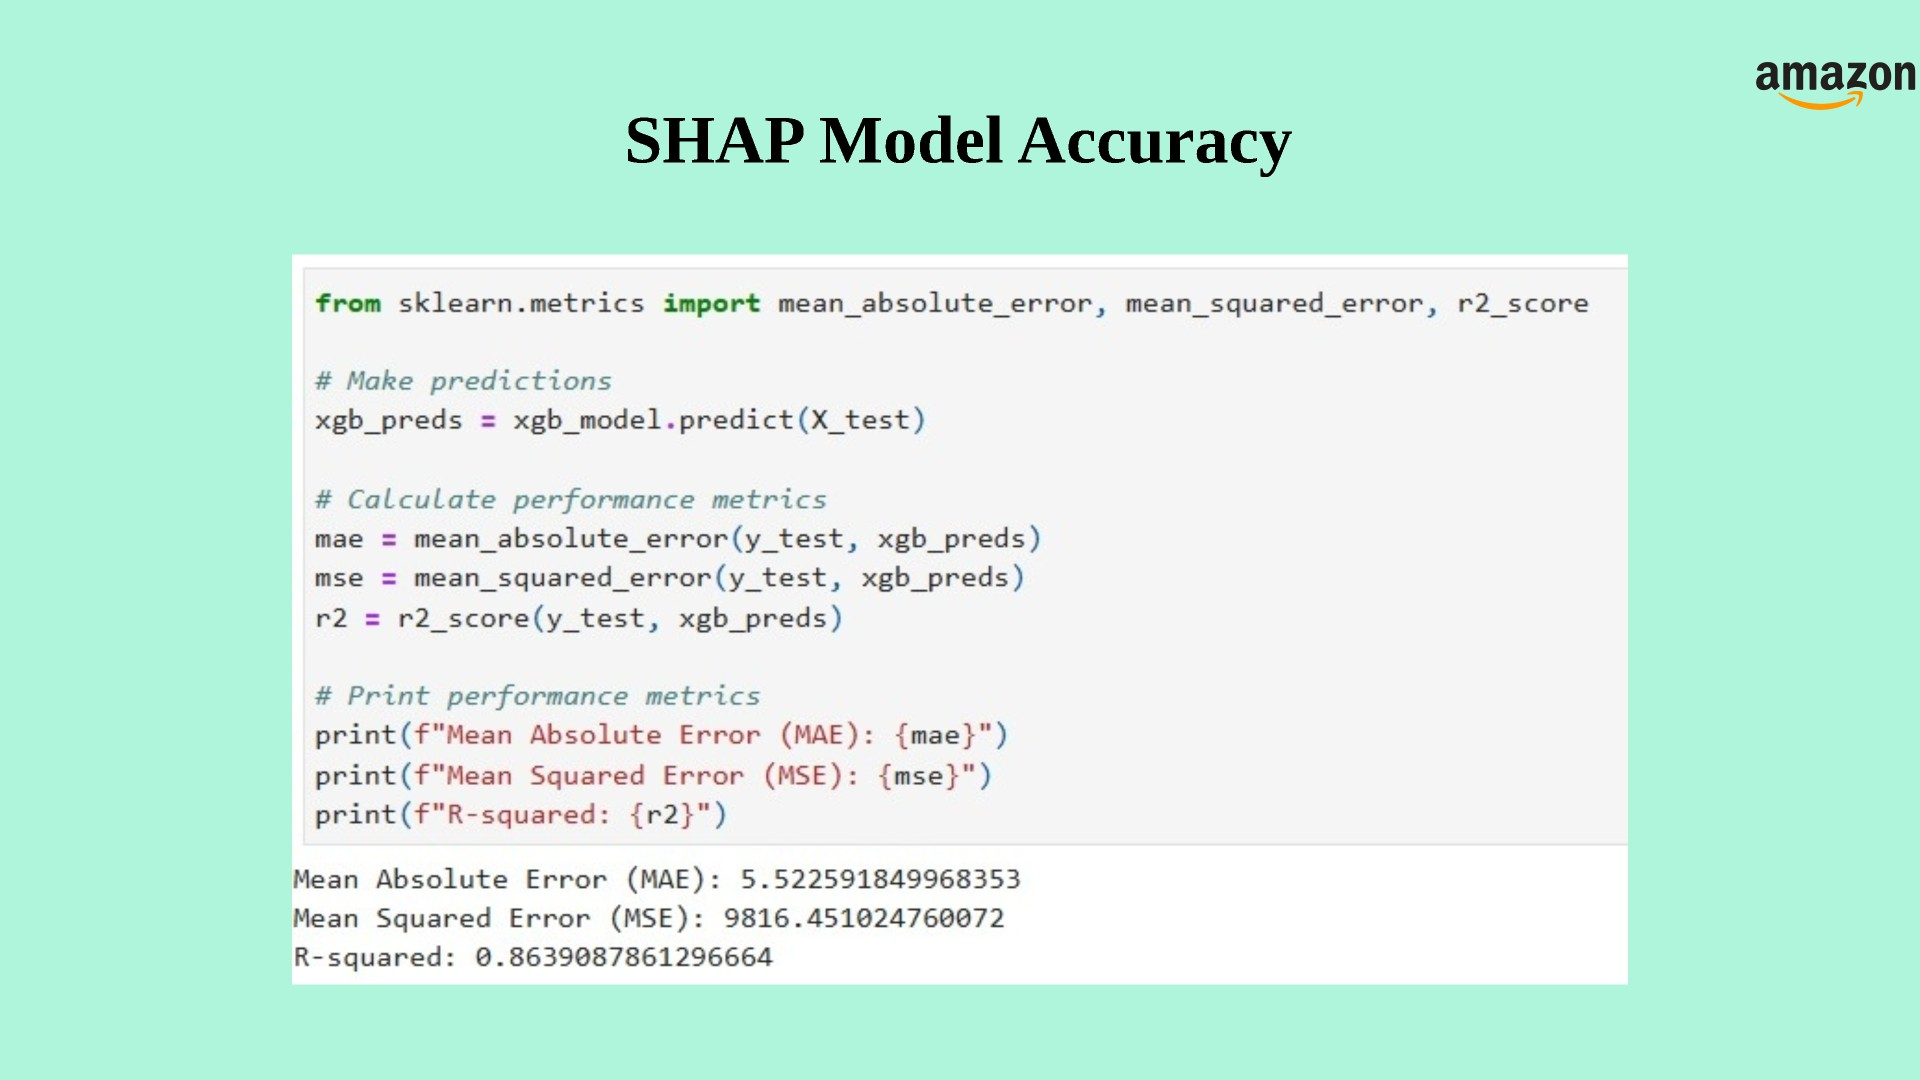 amazon
SHAP Model Accuracy
from sklearn.metrics import mean_absolute_error, mean_squared_error, r2_score
# Make predictions
xgb_preds = xgb_model.predict(X_test)
# Calculate performance metrics
mae = mean_absolute_error(y_test, xgb_preds)
mse = mean_squared_error(y_test, xgb_preds)
r2 = r2_score(y_test, xgb_preds)
# Print performance metrics
print(f"Mean Absolute Error (MAE): {mae}")
print(f"Mean Squared Error (MSE): {mse}")
print(f"R-squared: {r2}")
Mean Absolute Error (MAE): 5.522591849968353
Mean Squared Error (MSE): 9816.451024760072
R-squared: 0.8639087861296664